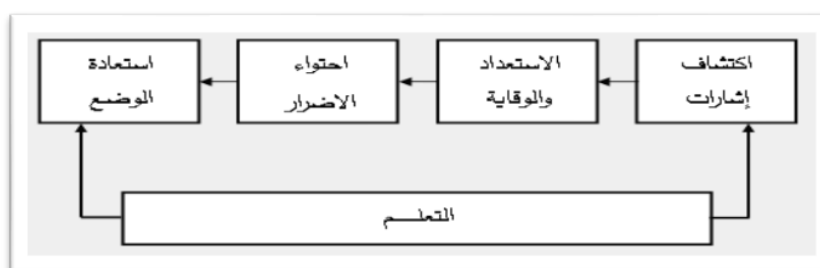 اكتشاف
إشارات
الاستعداد
والوقاية
احتواء
الاضرار
استعادة
الوضع
التعلـــم